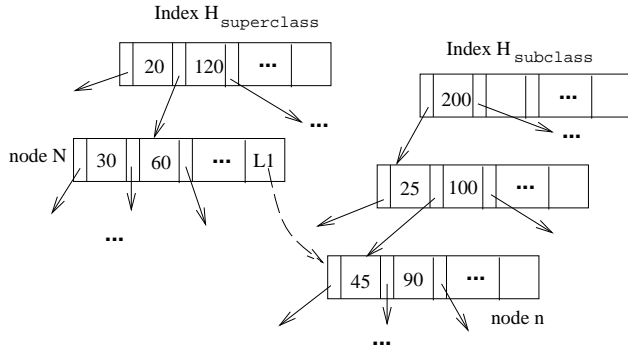 Index H superclass
20 120 ...
...
Index H subclass
200 ...
...
node N 30 60 ... L1
...
25 100 ...
...
45 90 ...
node n
...